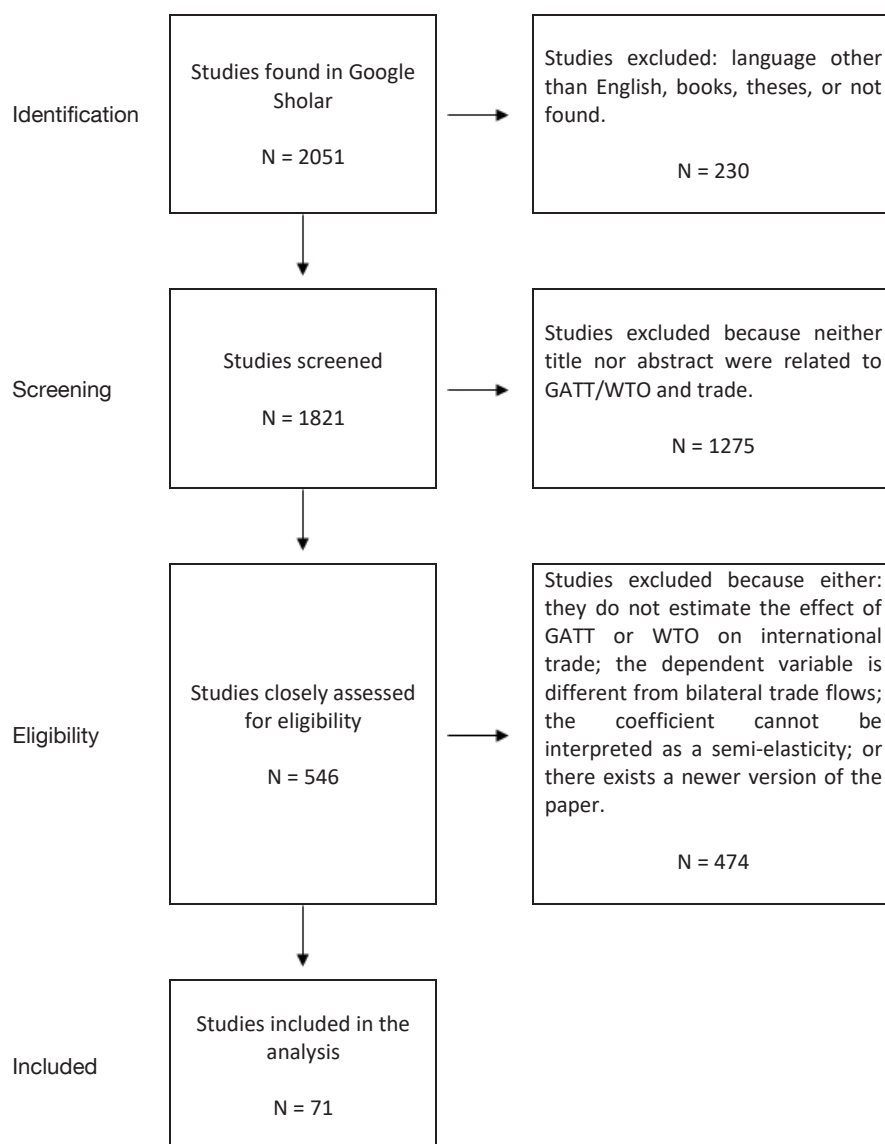 Identification
Studies found in Google
Sholar
N = 2051
Studies excluded: language other
than English, books, theses, or not
found.
N = 230
Screening
Studies screened
N = 1821
Studies excluded because neither
title nor abstract were related to
GATT/WTO and trade.
N = 1275
Eligibility
Studies closely assessed
for eligibility
N = 546
Studies excluded because either:
they do not estimate the effect of
GATT or WTO on international
trade; the dependent variable is
different from bilateral trade flows;
the coefficient cannot be
interpreted as a semi-elasticity; or
there exists a newer version of the
paper.
N = 474
Included
Studies included in the
analysis
N = 71